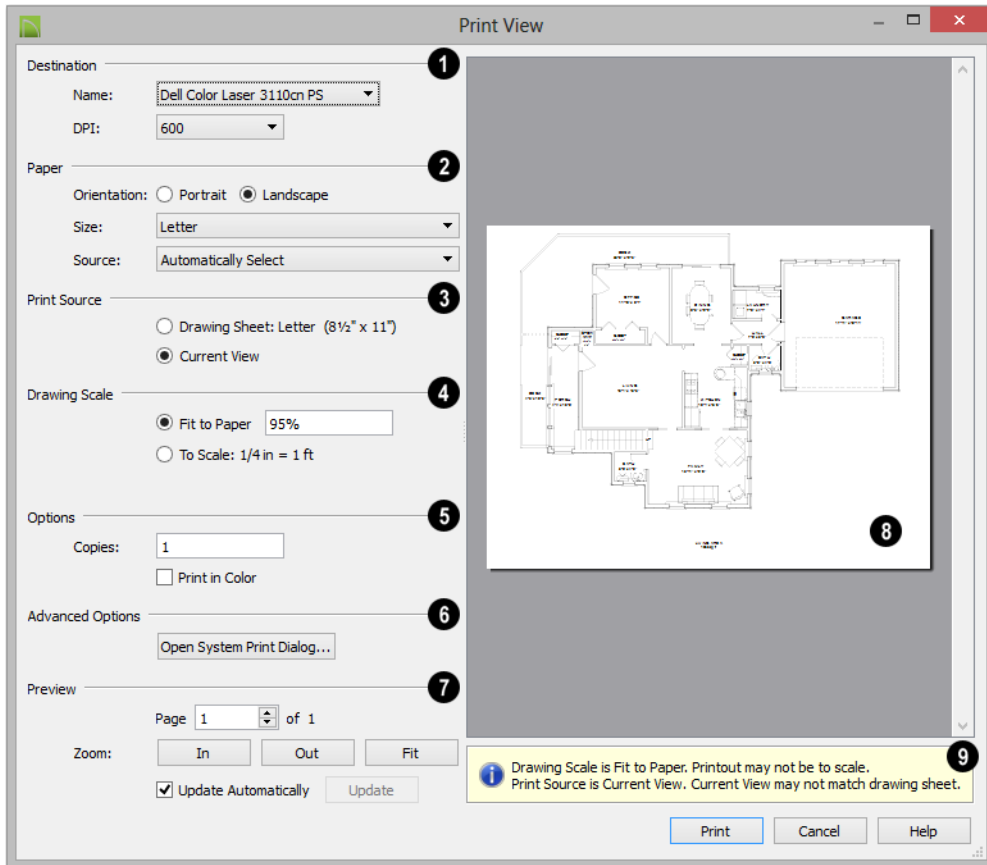 Print View
Destination
1
Name:
Dell Color Laser 3110cn PS
DPI:
600
Paper
2
Orientation:
Portrait
Landscape
Size:
Letter
Source:
Automatically Select
Print Source
3
Drawing Sheet: Letter (8½" x 11")
Current View
Drawing Scale
4
Fit to Paper
95%
To Scale: 1/4 in = 1 ft
Options
5
Copies:
1
Print in Color
Advanced Options
6
Open System Print Dialog...
Preview
7
Page
1
of 1
Zoom:
In
Out
Fit
Update Automatically
Update
8
9
Drawing Scale is Fit to Paper. Printout may not be to scale.
Print Source is Current View. Current View may not match drawing sheet.
Print
Cancel
Help